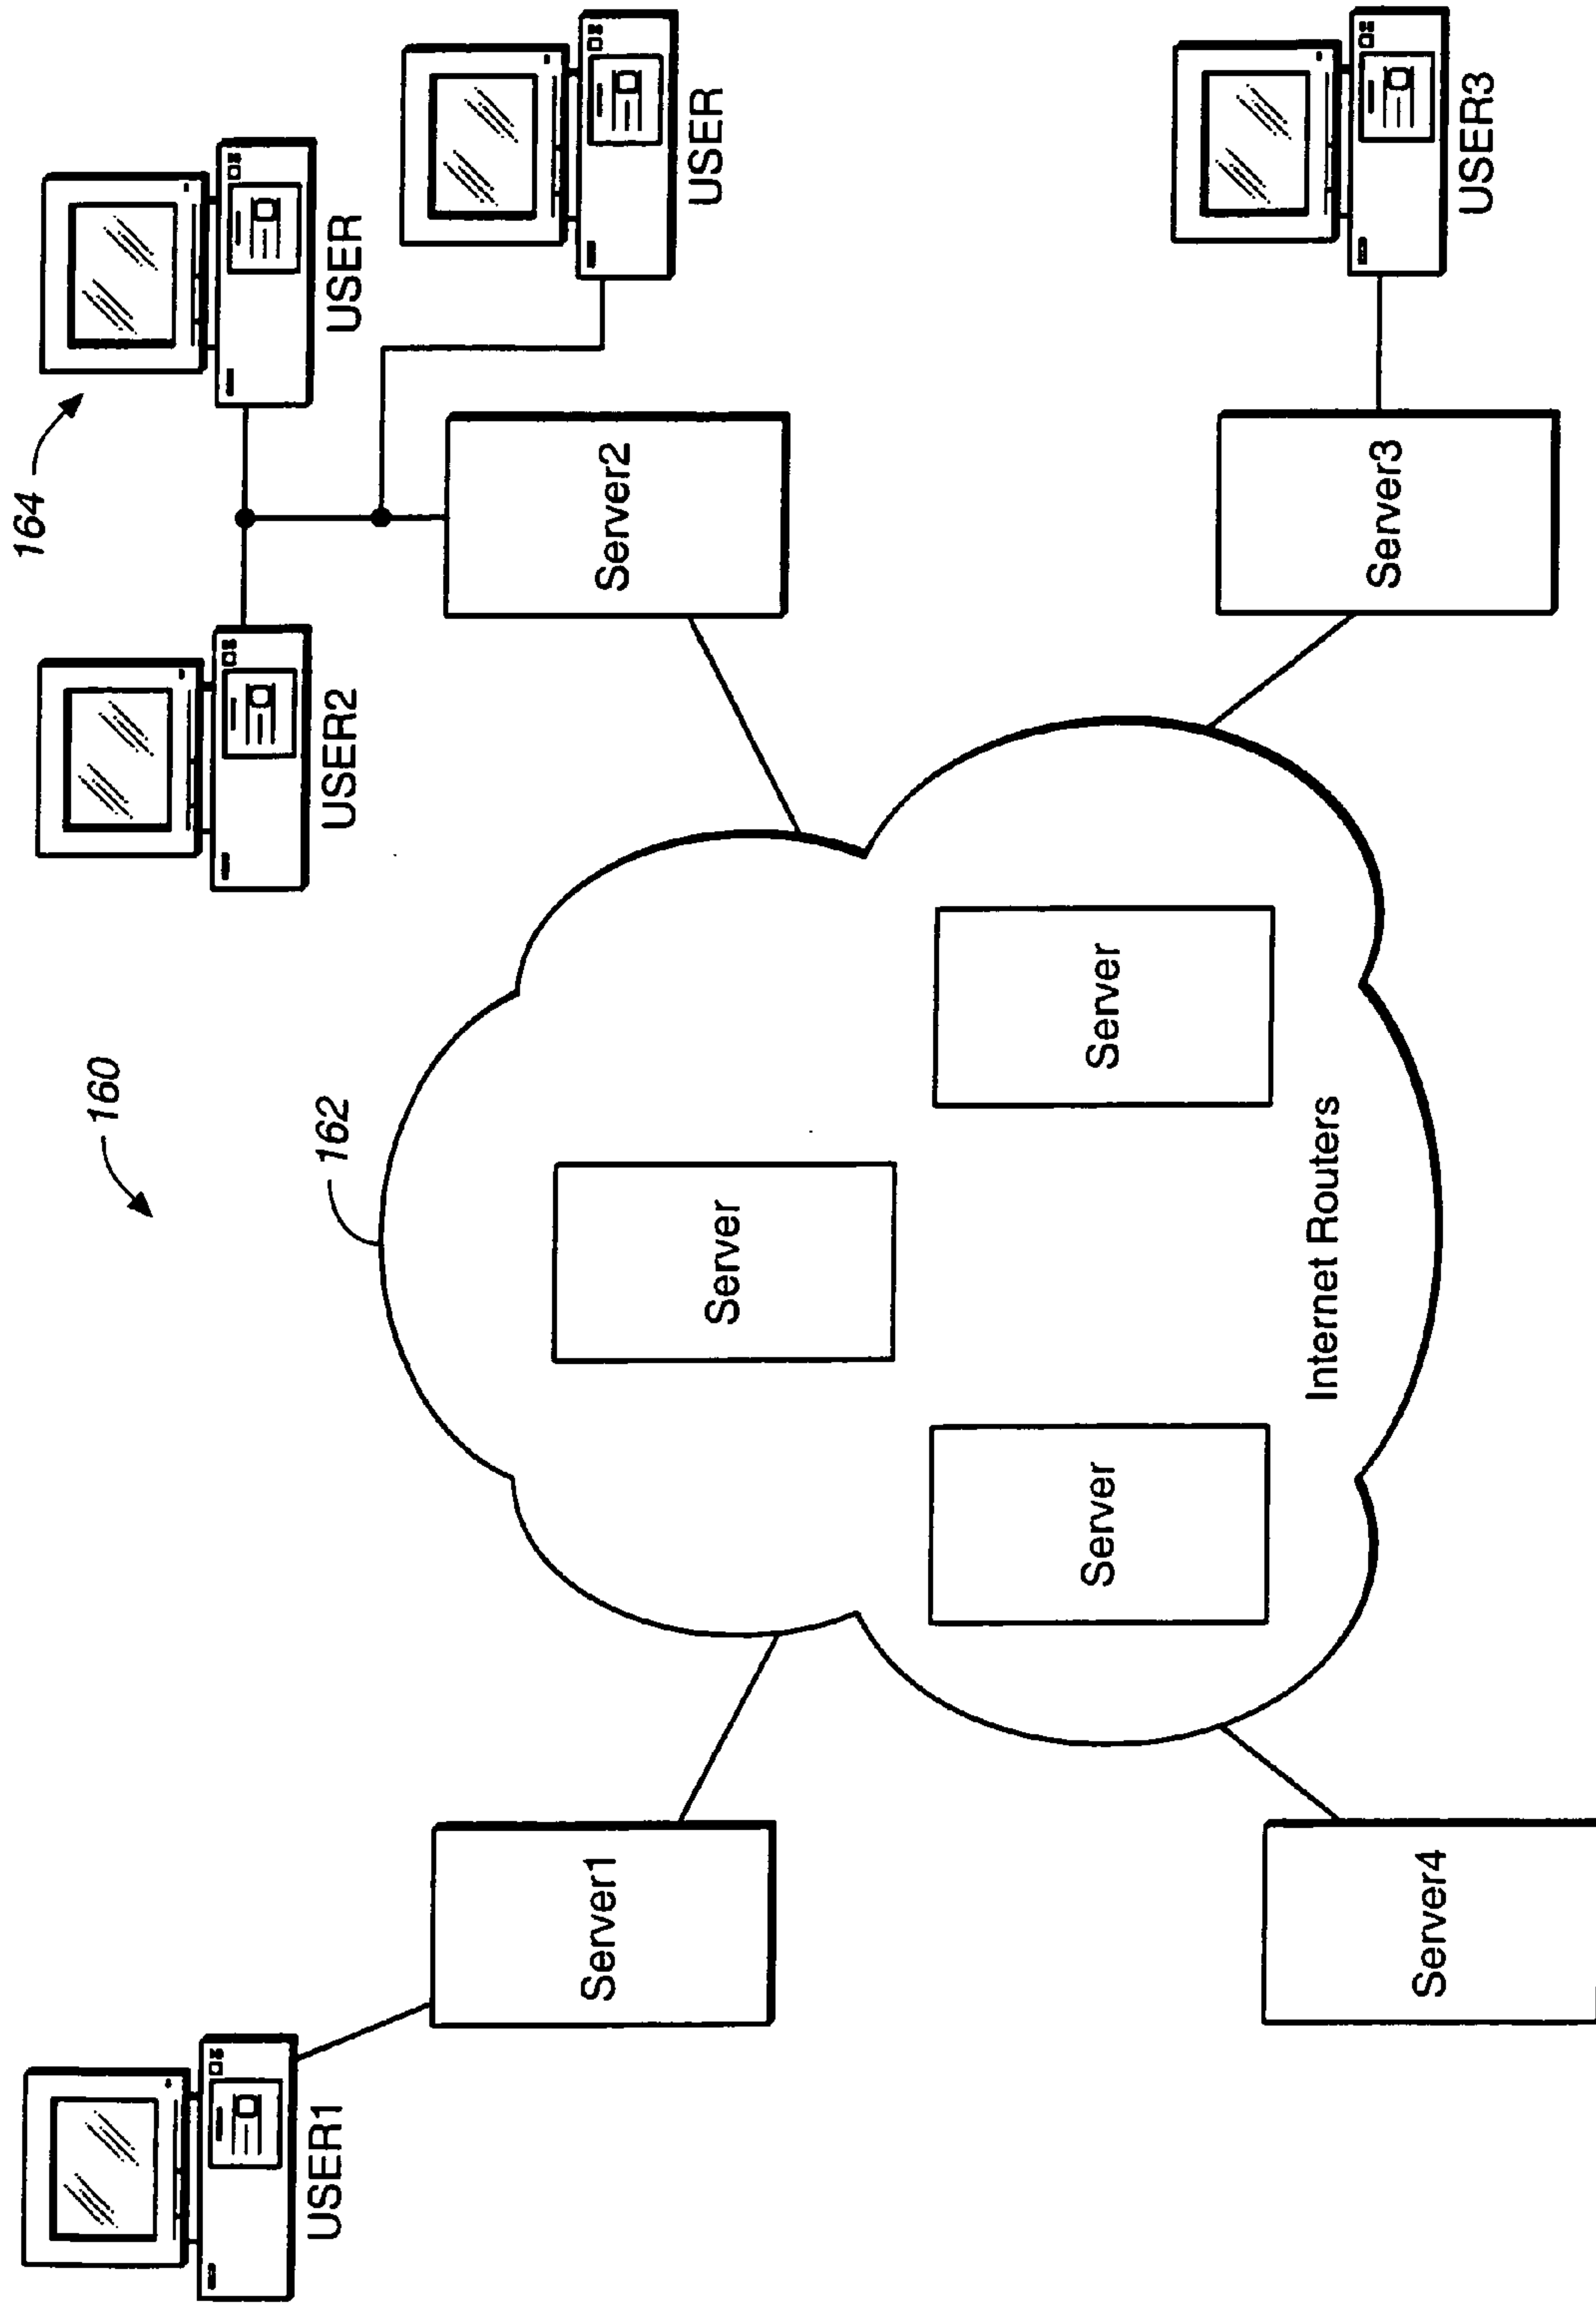 164
USER
USER
USER2
160
162
USER1
Server2
Server1
Server
Server
Server
Internet Routers
Server3
USER3
Server4